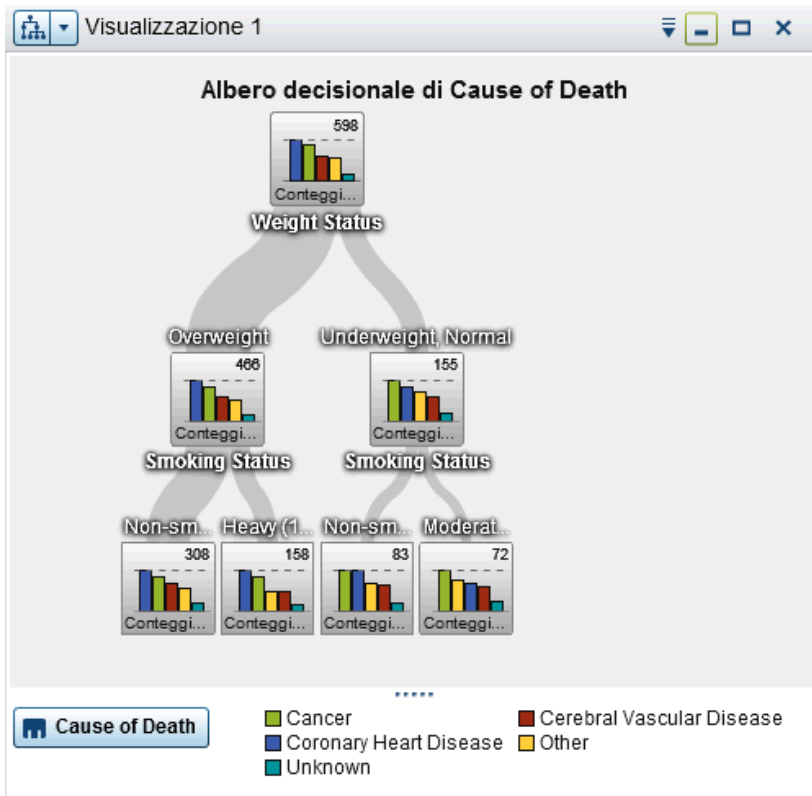 Visualizzazione 1
Albero decisionale di Cause of Death
598
Conteggi...
Weight Status
Overweight
Underweight, Normal
466
155
Conteggi...
Conteggi...
Smoking Status
Smoking Status
Non-sm...
Heavy (1...
Non-sm...
Moderat...
308
158
83
72
Conteggi...
Conteggi...
Conteggi...
Conteggi...
Cause of Death
Cancer
Cerebral Vascular Disease
Coronary Heart Disease
Other
Unknown